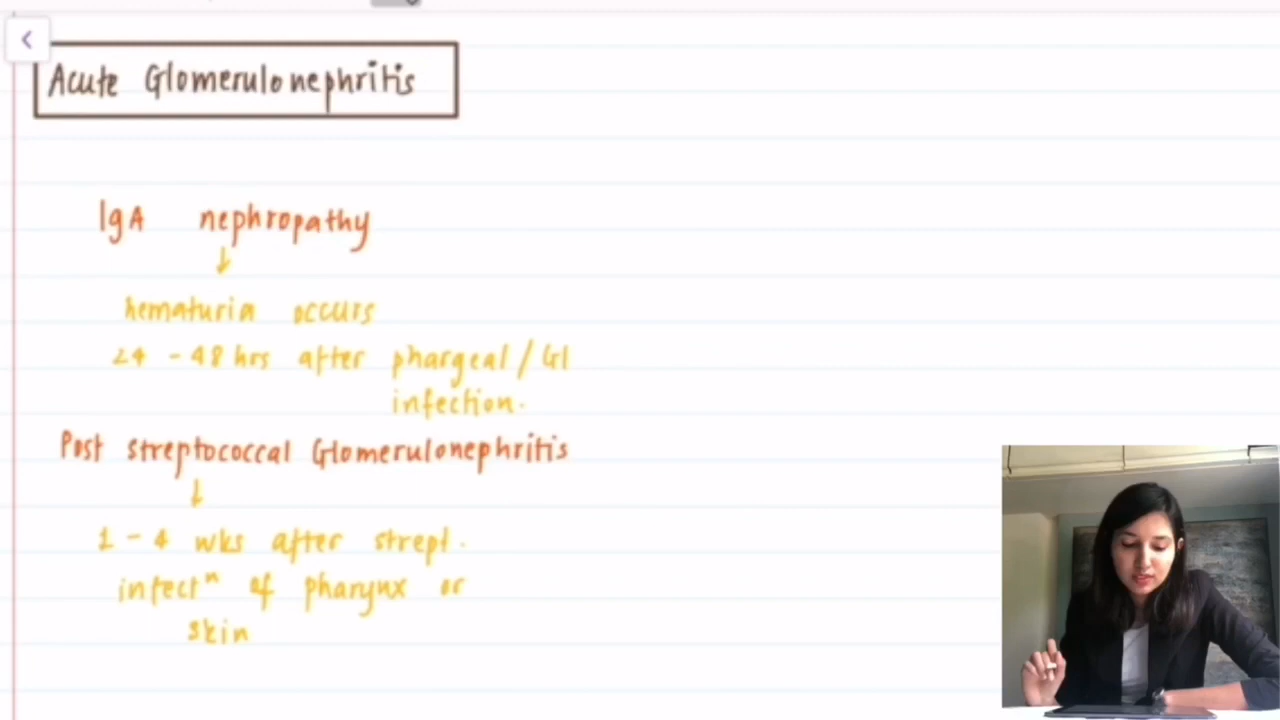 Acute Glomerulonephritis
IgA nephropathy
↓
hematuria occurs
24 - 48 hrs after phargeal / GI
infection.
Post streptococcal Glomerulonephritis
↓
1 - 4 wks after strept.
infectⁿ of pharynx or
skin